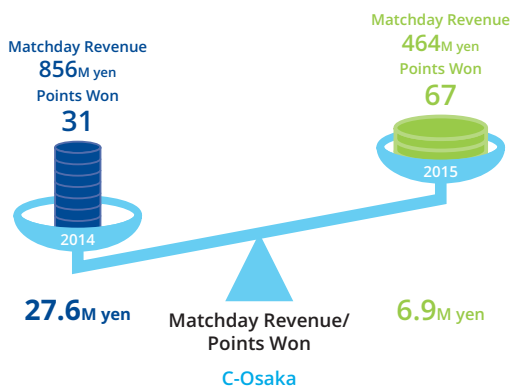 Matchday Revenue
856M yen
Points Won
31
2014
27.6M yen
Matchday Revenue
464M yen
Points Won
67
2015
6.9M yen
Matchday Revenue/
Points Won
C-Osaka